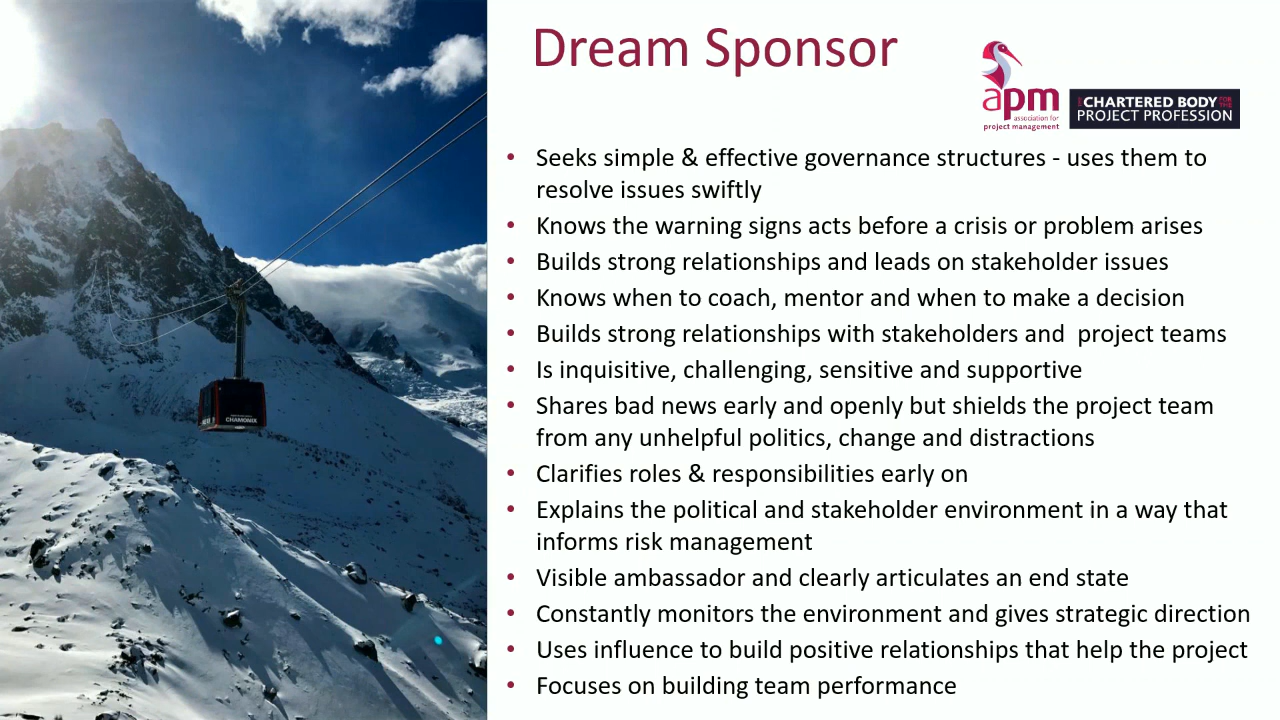 Dream Sponsor
apm
association for
project management
CHARTERED BODY FOR THE
PROJECT PROFESSION
• Seeks simple & effective governance structures - uses them to
resolve issues swiftly
• Knows the warning signs acts before a crisis or problem arises
• Builds strong relationships and leads on stakeholder issues
• Knows when to coach, mentor and when to make a decision
• Builds strong relationships with stakeholders and  project teams
• Is inquisitive, challenging, sensitive and supportive
• Shares bad news early and openly but shields the project team
from any unhelpful politics, change and distractions
• Clarifies roles & responsibilities early on
• Explains the political and stakeholder environment in a way that
informs risk management
• Visible ambassador and clearly articulates an end state
• Constantly monitors the environment and gives strategic direction
• Uses influence to build positive relationships that help the project
• Focuses on building team performance
CHAMONIX